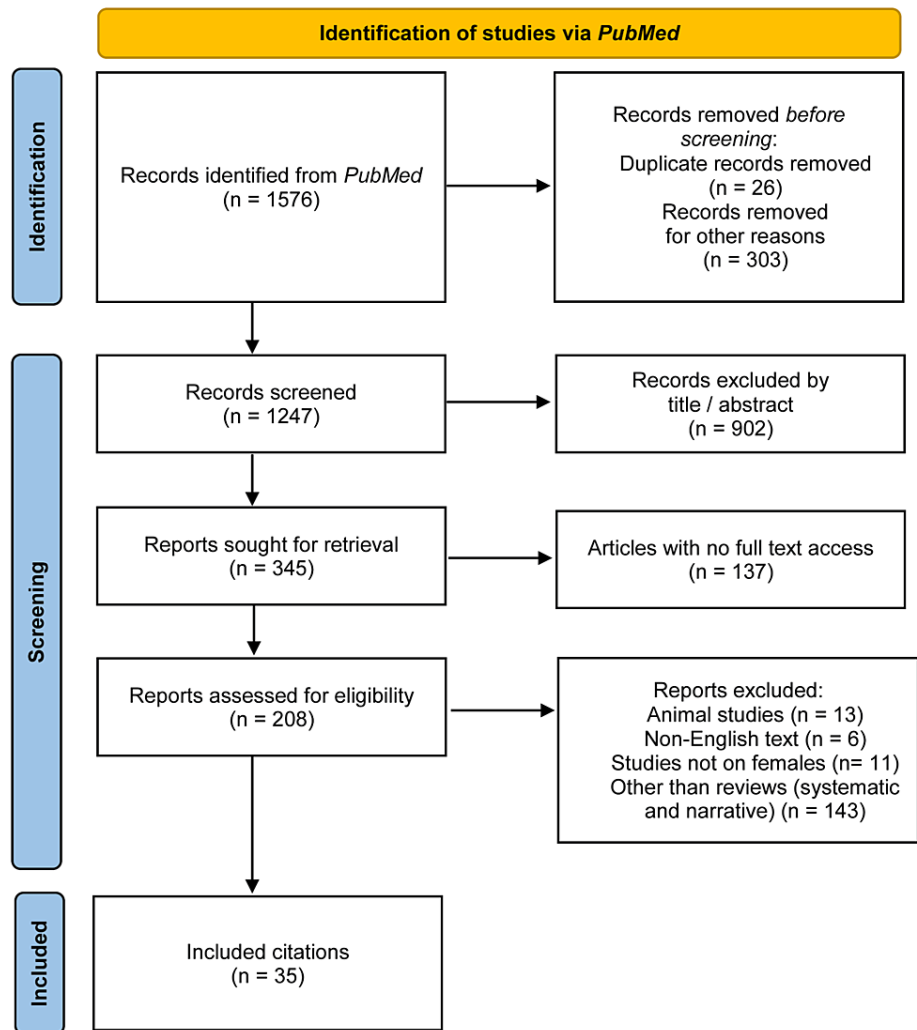 Identification of studies via PubMed
Identification
Records identified from PubMed
(n = 1576)
Records removed before
screening:
Duplicate records removed
(n = 26)
Records removed
for other reasons
(n = 303)
Screening
Records screened
(n = 1247)
Records excluded by
title / abstract
(n = 902)
Reports sought for retrieval
(n = 345)
Articles with no full text access
(n = 137)
Reports assessed for eligibility
(n = 208)
Reports excluded:
Animal studies (n = 13)
Non-English text (n = 6)
Studies not on females (n= 11)
Other than reviews (systematic
and narrative) (n = 143)
Included
Included citations
(n = 35)